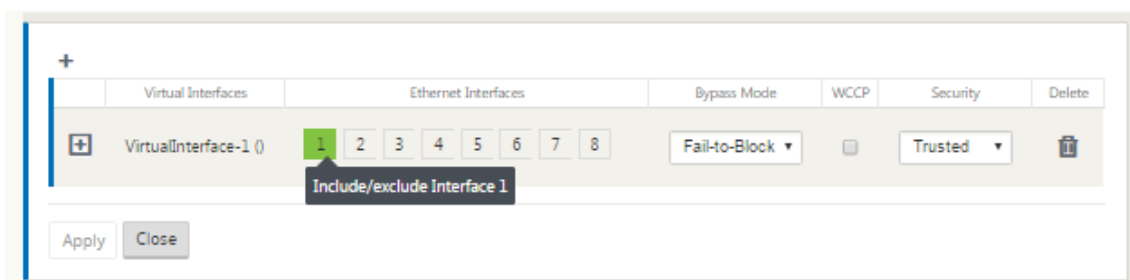 +
Virtual Interfaces Ethernet Interfaces Bypass Mode WCCP Security Delete
VirtualInterface-1 () 1 2 3 4 5 6 7 8 Fail-to-Block Trusted
Include/exclude Interface 1
Apply Close